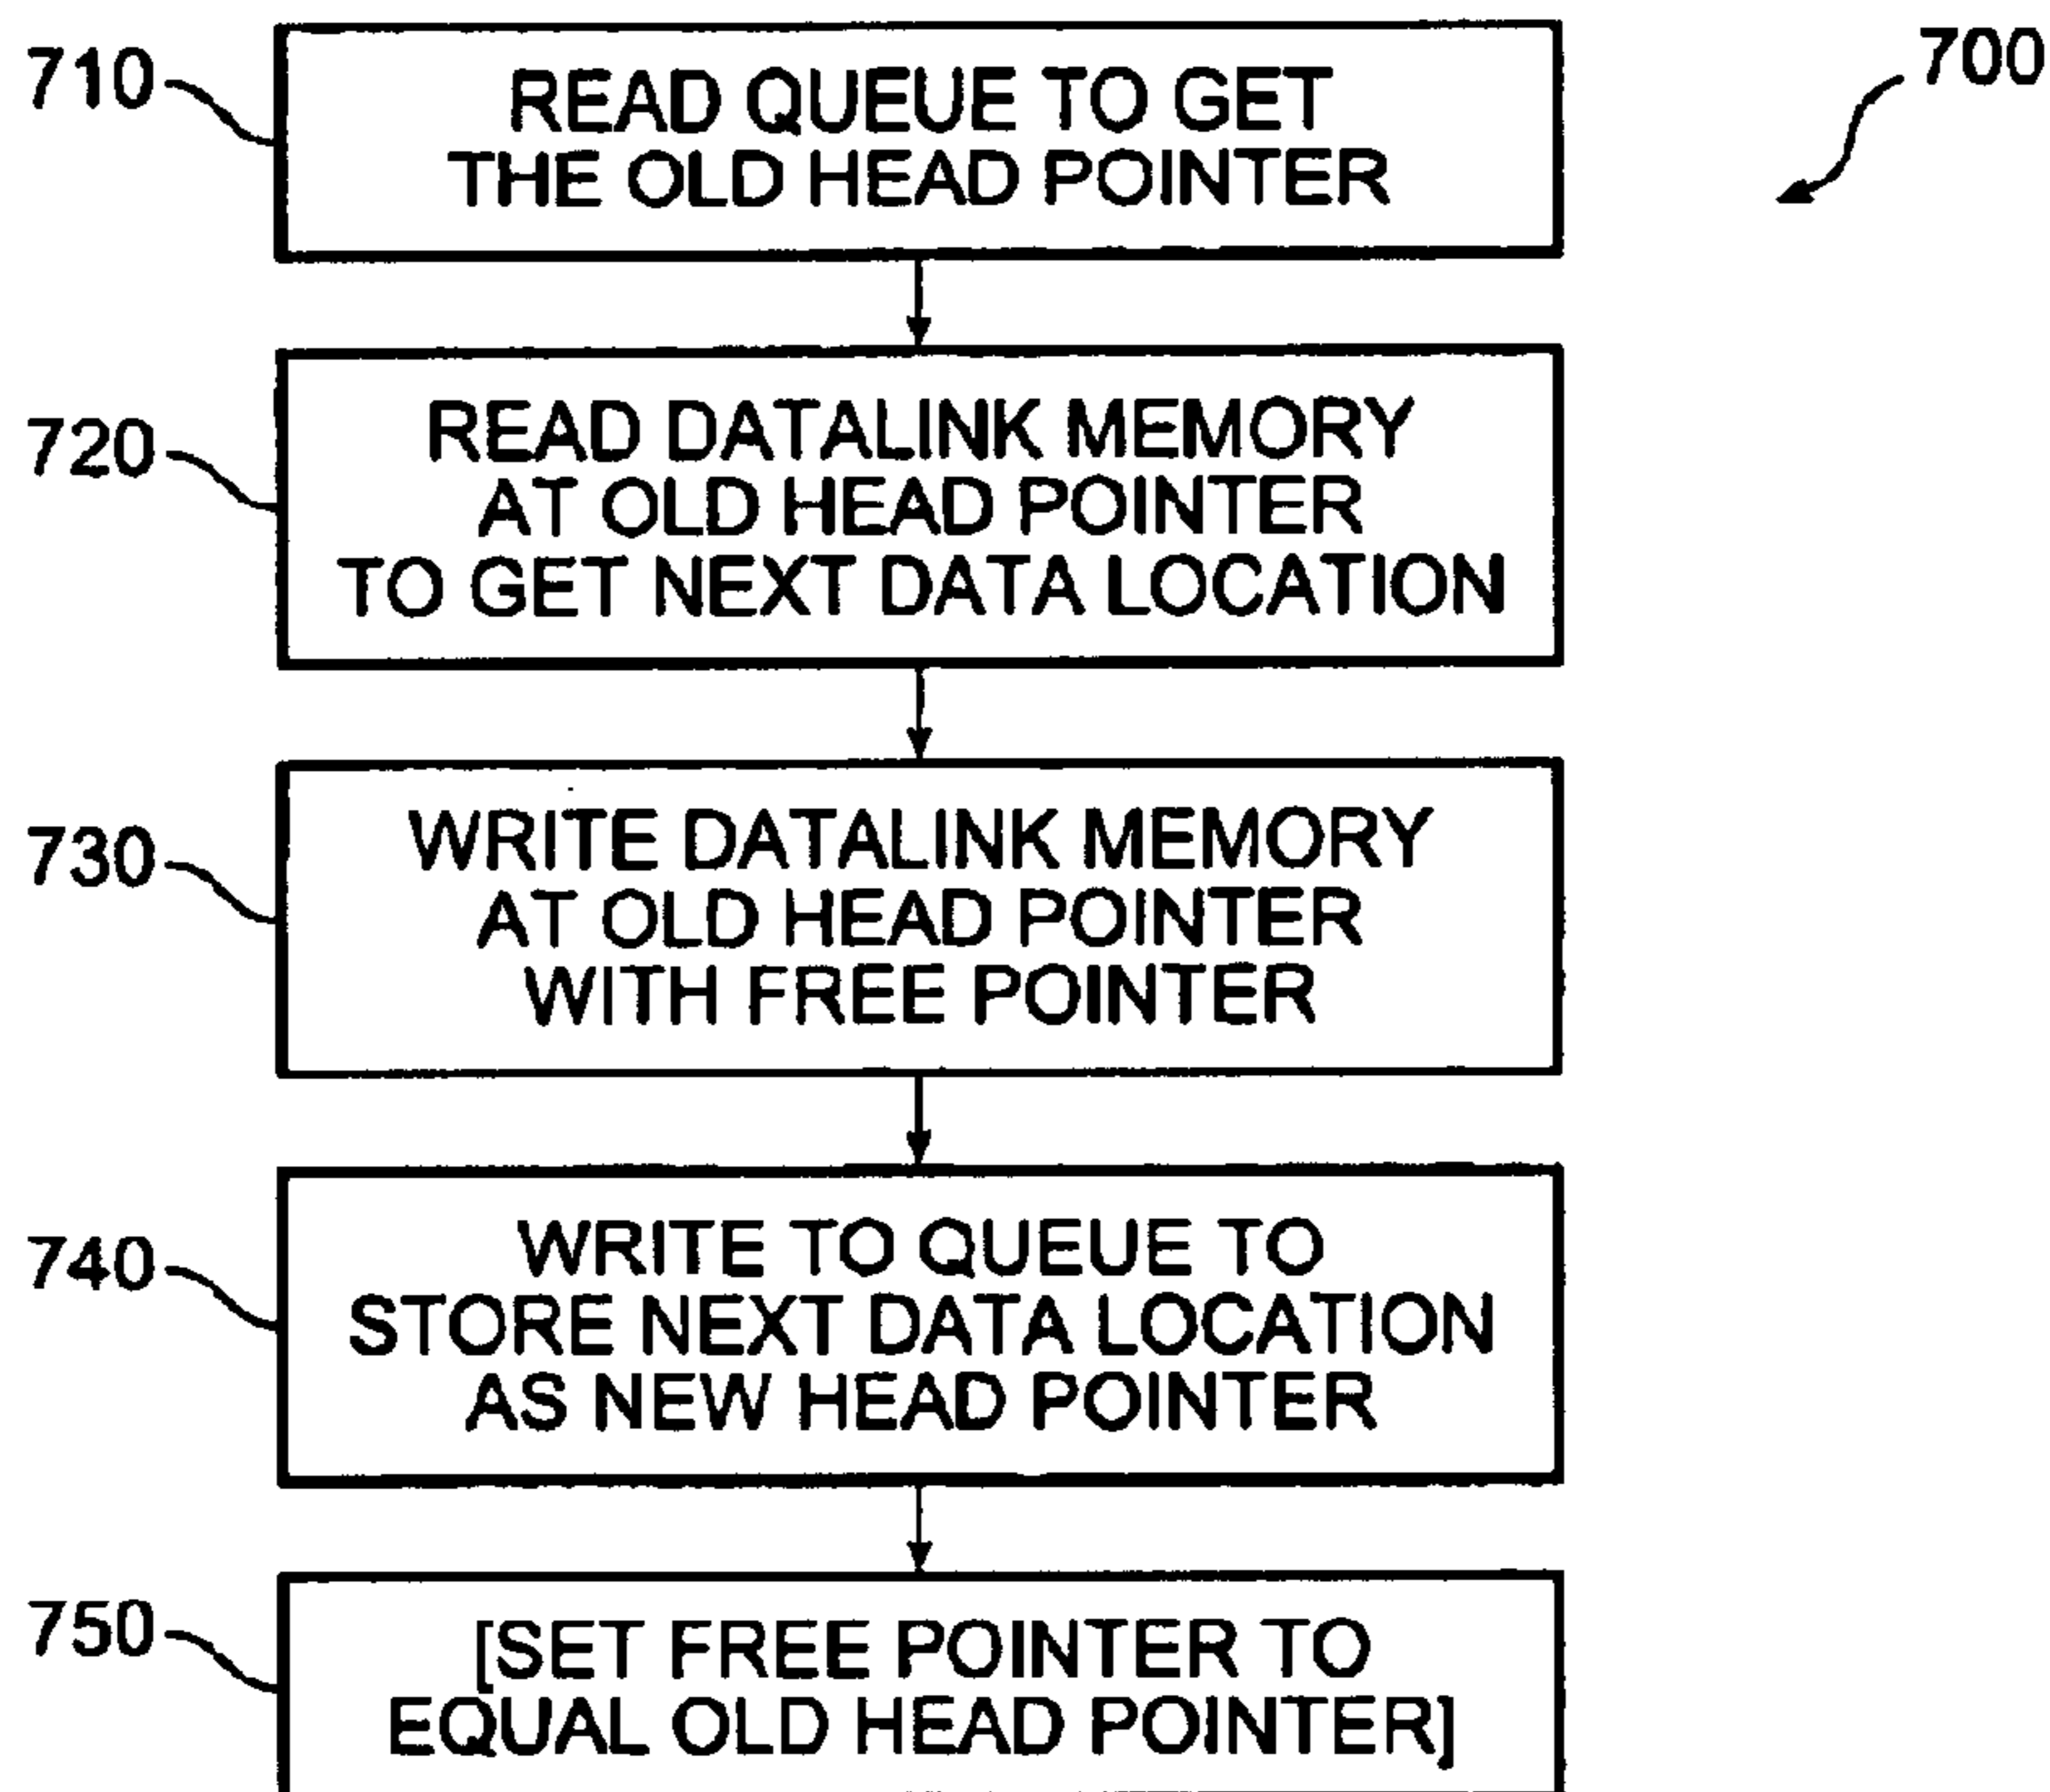 710
READ QUEUE TO GET
THE OLD HEAD POINTER
700
720
READ DATALINK MEMORY
AT OLD HEAD POINTER
TO GET NEXT DATA LOCATION
730
WRITE DATALINK MEMORY
AT OLD HEAD POINTER
WITH FREE POINTER
740
WRITE TO QUEUE TO
STORE NEXT DATA LOCATION
AS NEW HEAD POINTER
750
[SET FREE POINTER TO
EQUAL OLD HEAD POINTER]